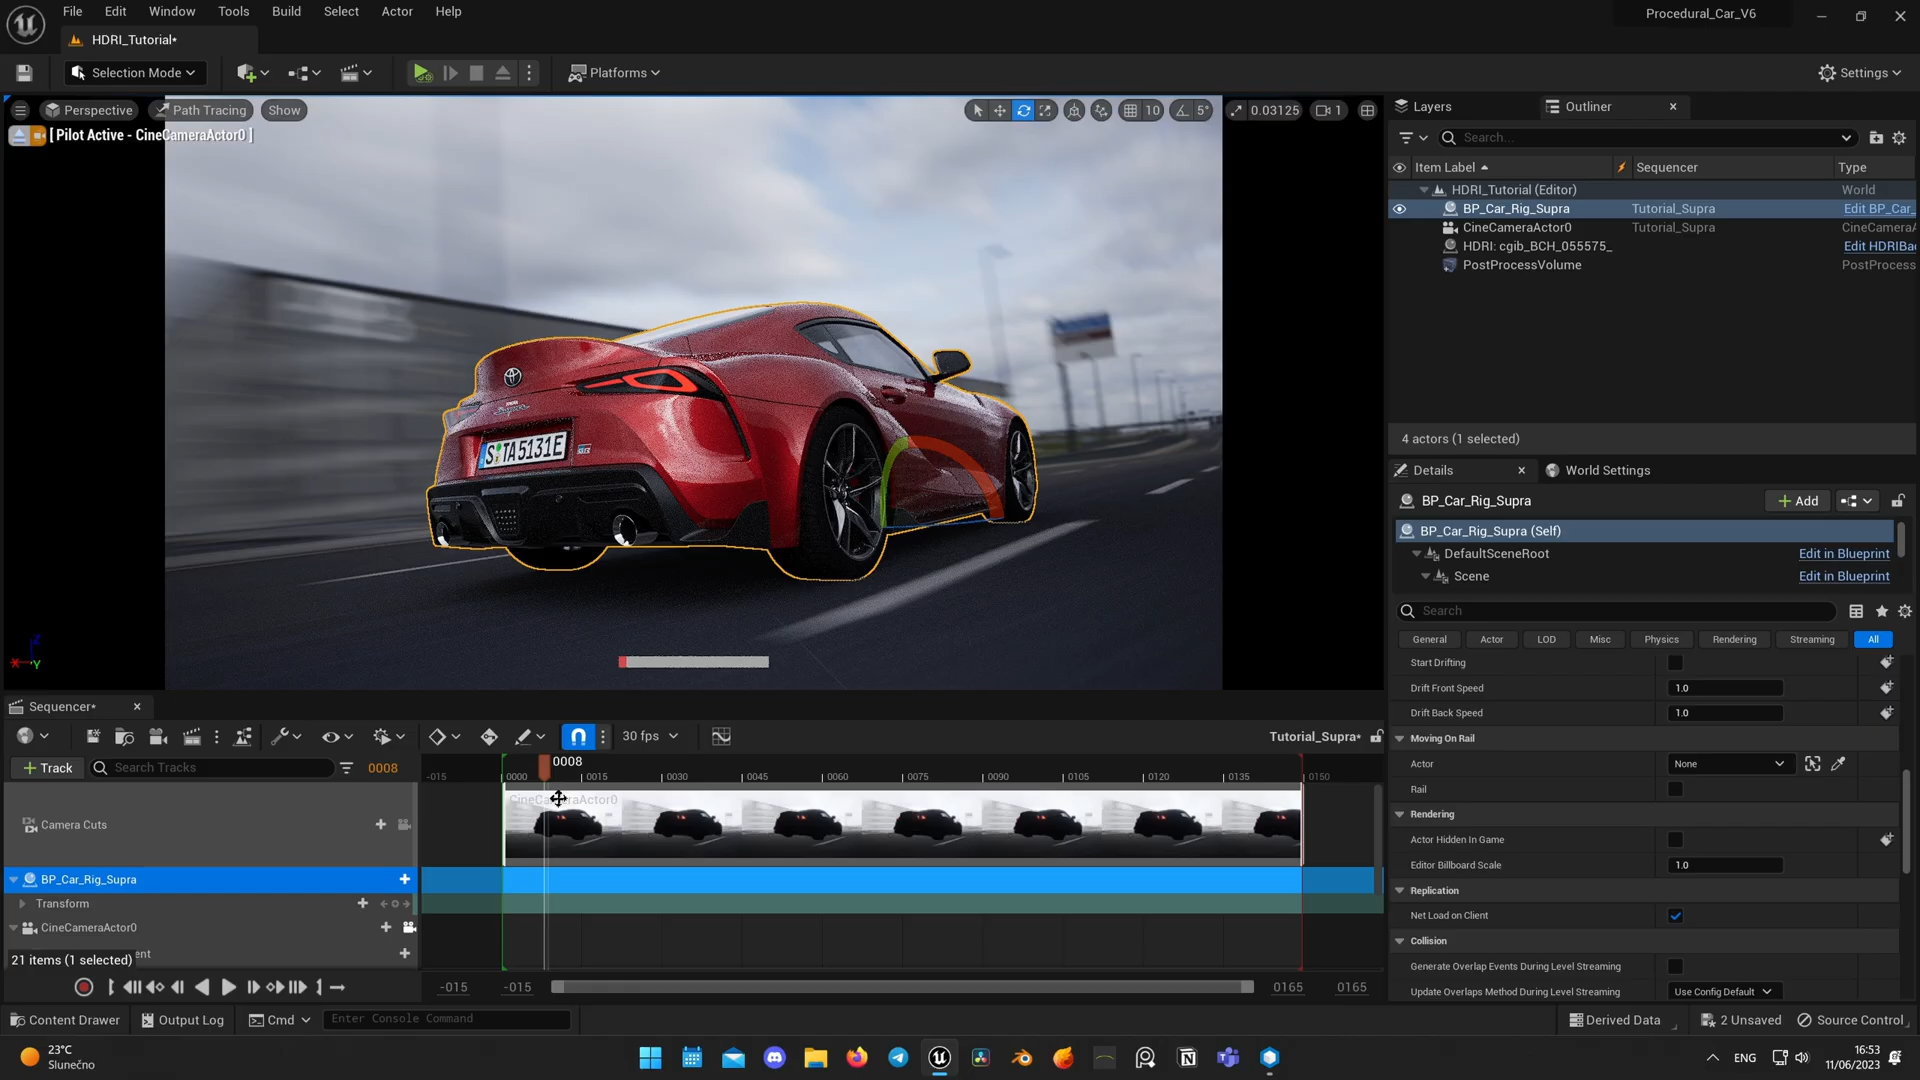 File Edit Window Tools Build Select Actor Help
Procedural_Car_V6
HDRI_Tutorial*
Selection Mode
Platforms
Settings
Perspective Path Tracing Show
10 5° 0.03125 1
[ Pilot Active - CineCameraActor0 ]
S TA5131E
Layers Outliner
Search...
Item Label Sequencer Type
HDRI_Tutorial (Editor) World
BP_Car_Rig_Supra Tutorial_Supra Edit BP_Car_
CineCameraActor0 Tutorial_Supra CineCameraA
HDRI: cgib_BCH_055575_ Edit HDRIBac
PostProcessVolume PostProcess
4 actors (1 selected)
Details World Settings
BP_Car_Rig_Supra Add
BP_Car_Rig_Supra (Self)
DefaultSceneRoot Edit in Blueprint
Scene Edit in Blueprint
Search
General Actor LOD Misc Physics Rendering Streaming All
Start Drifting
Drift Front Speed 1.0
Drift Back Speed 1.0
Moving On Rail
Actor None
Rail
Rendering
Actor Hidden In Game
Editor Billboard Scale 1.0
Replication
Net Load on Client
Collision
Generate Overlap Events During Level Streaming
Update Overlaps Method During Level Streaming Use Config Default
X Y Z
Sequencer*
30 fps Tutorial_Supra*
+ Track Search Tracks 0008
0008
-015 0000 0015 0030 0045 0060 0075 0090 0105 0120 0135 0150
CineCameraActor0
Camera Cuts
BP_Car_Rig_Supra
Transform
CineCameraActor0
21 items (1 selected) ent
-015 -015 0165 0165
Content Drawer Output Log Cmd Enter Console Command
Derived Data 2 Unsaved Source Control
23°C
Slunečno
ENG
16:53
11/06/2023